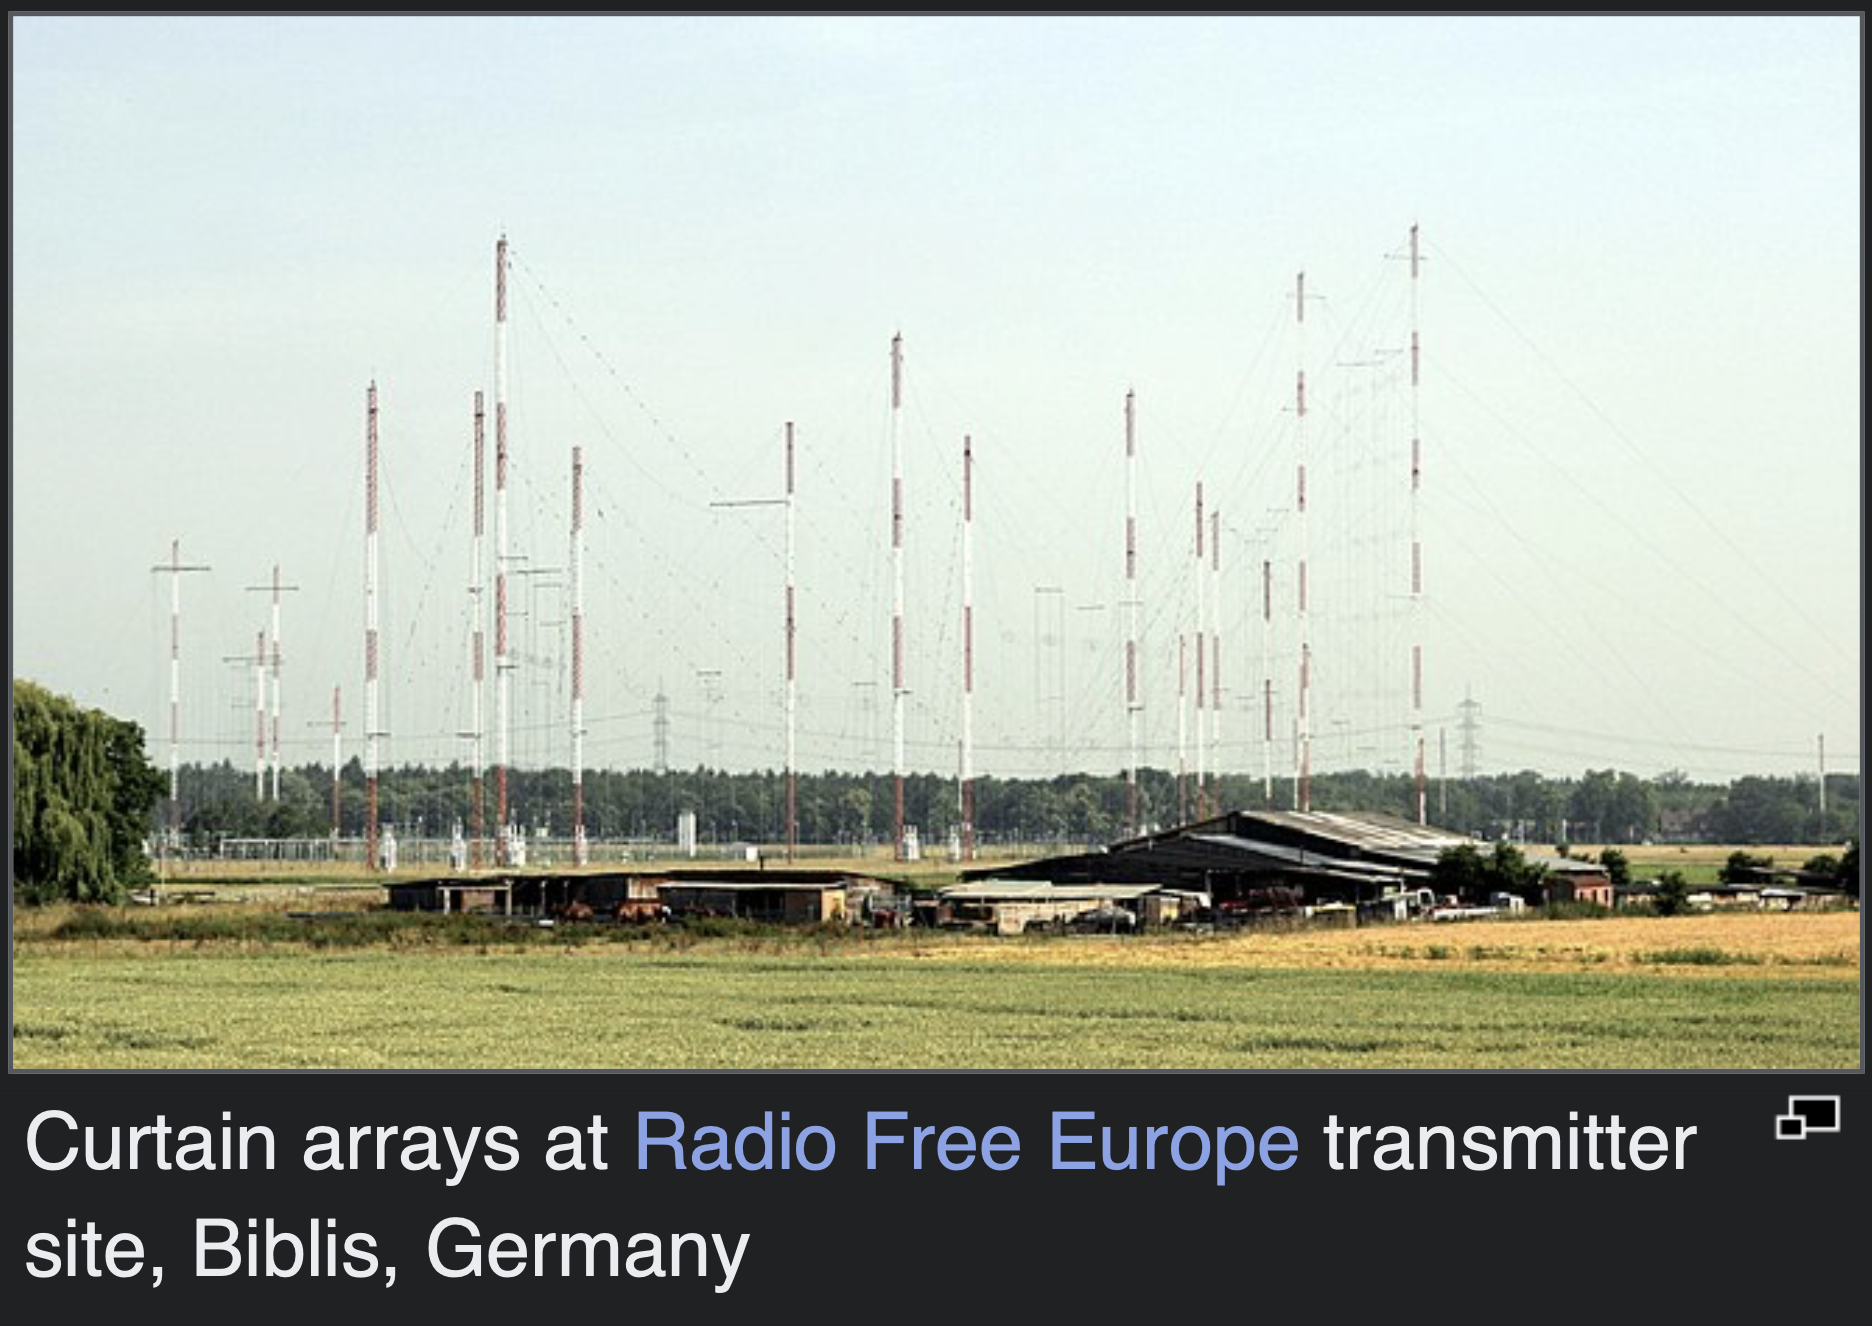 Curtain arrays at Radio Free Europe transmitter
site, Biblis, Germany